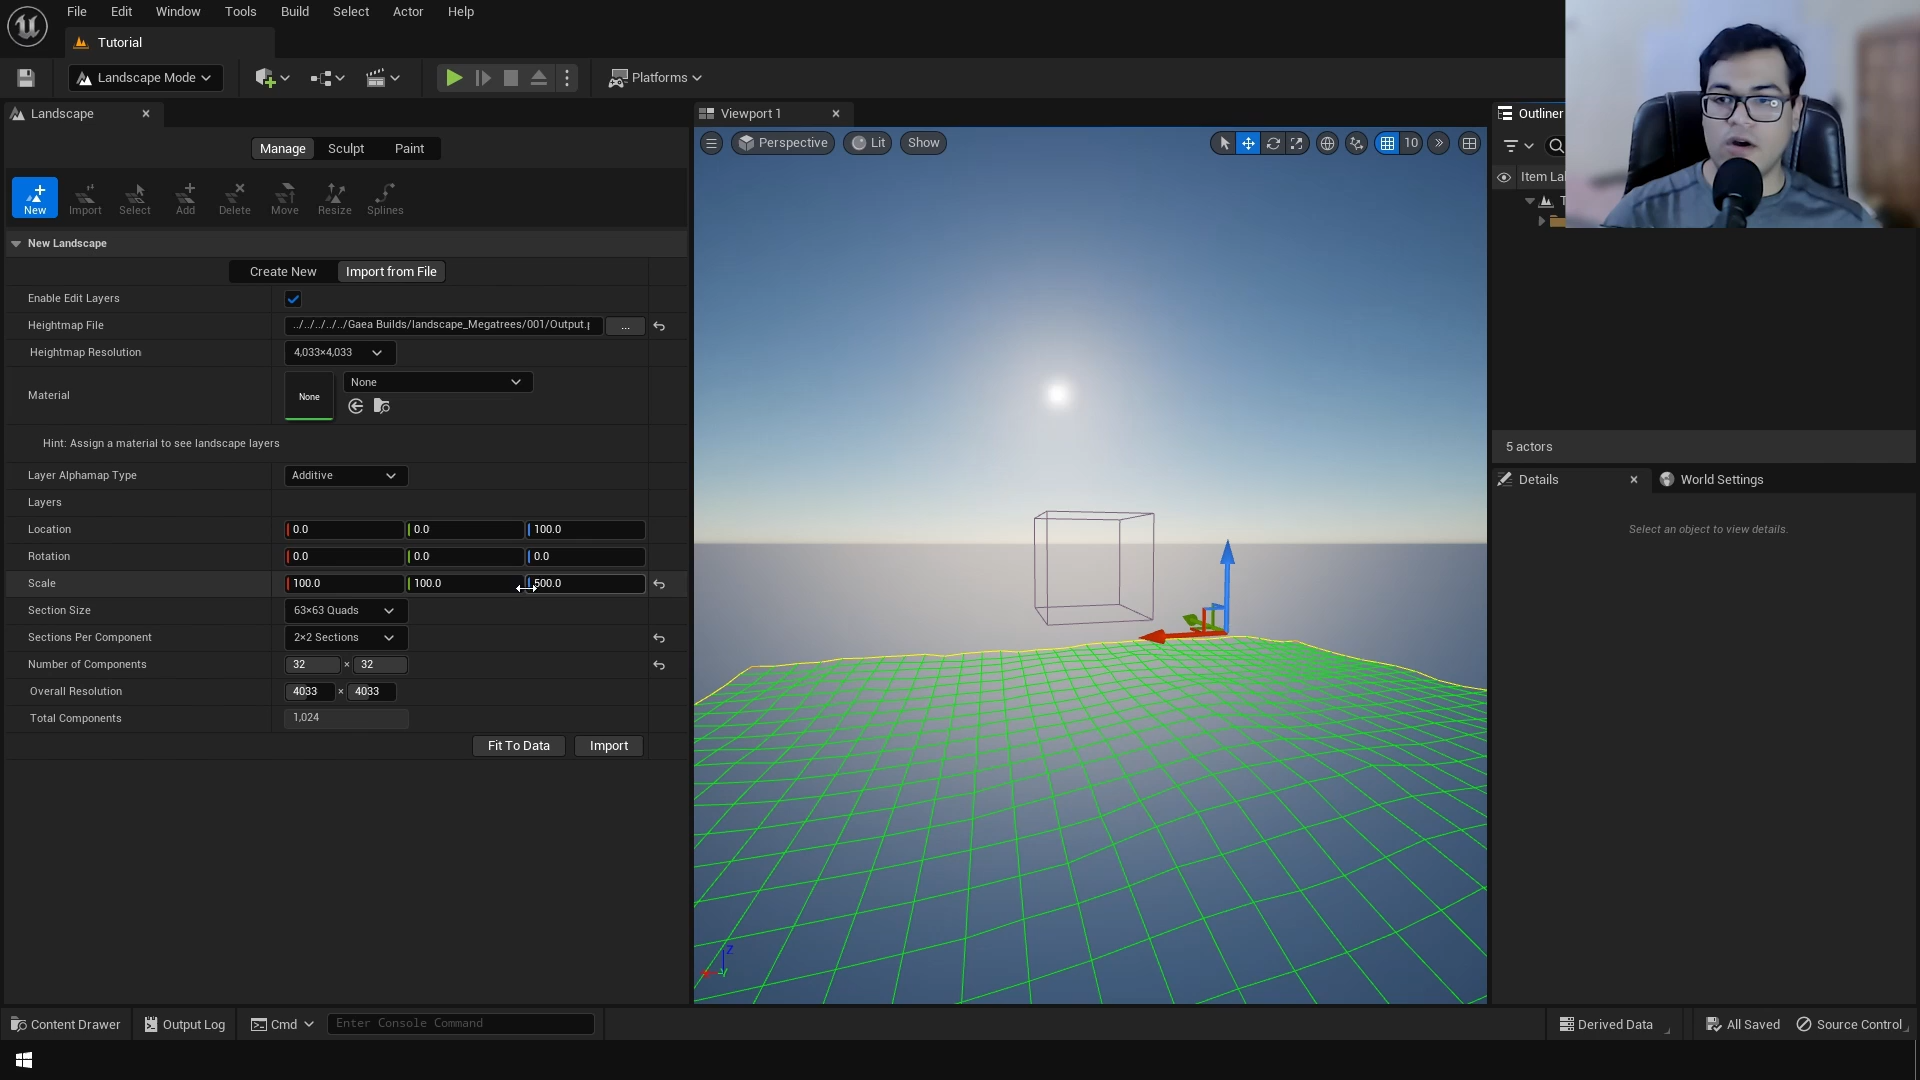 File Edit Window Tools Build Select Actor Help
Tutorial
Landscape Mode Platforms
Landscape
Manage Sculpt Paint
New Import Select Add Delete Move Resize Splines
New Landscape
Create New Import from File
Enable Edit Layers
Heightmap File ../../../../../Gaea Builds/landscape_Megatrees/001/Output.p ...
Heightmap Resolution 4,033×4,033
Material None None
Hint: Assign a material to see landscape layers
Layer Alphamap Type Additive
Layers
Location 0.0 0.0 100.0
Rotation 0.0 0.0 0.0
Scale 100.0 100.0 500.0
Section Size 63×63 Quads
Sections Per Component 2×2 Sections
Number of Components 32 × 32
Overall Resolution 4033 × 4033
Total Components 1,024
Fit To Data Import
Viewport 1
Perspective Lit Show 10
Z
Y
Outliner
Item La
5 actors
Details World Settings
Select an object to view details.
Content Drawer Output Log Cmd Enter Console Command Derived Data All Saved Source Control